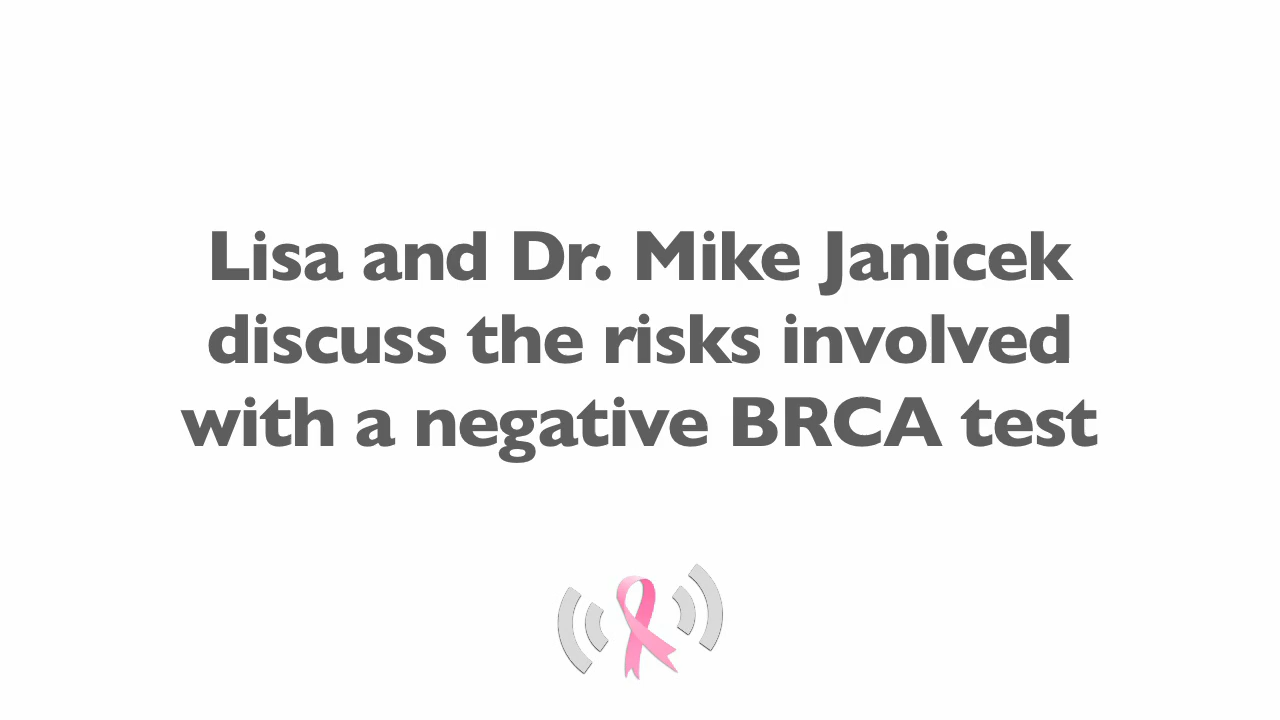 Lisa and Dr. Mike Janicek
discuss the risks involved
with a negative BRCA test